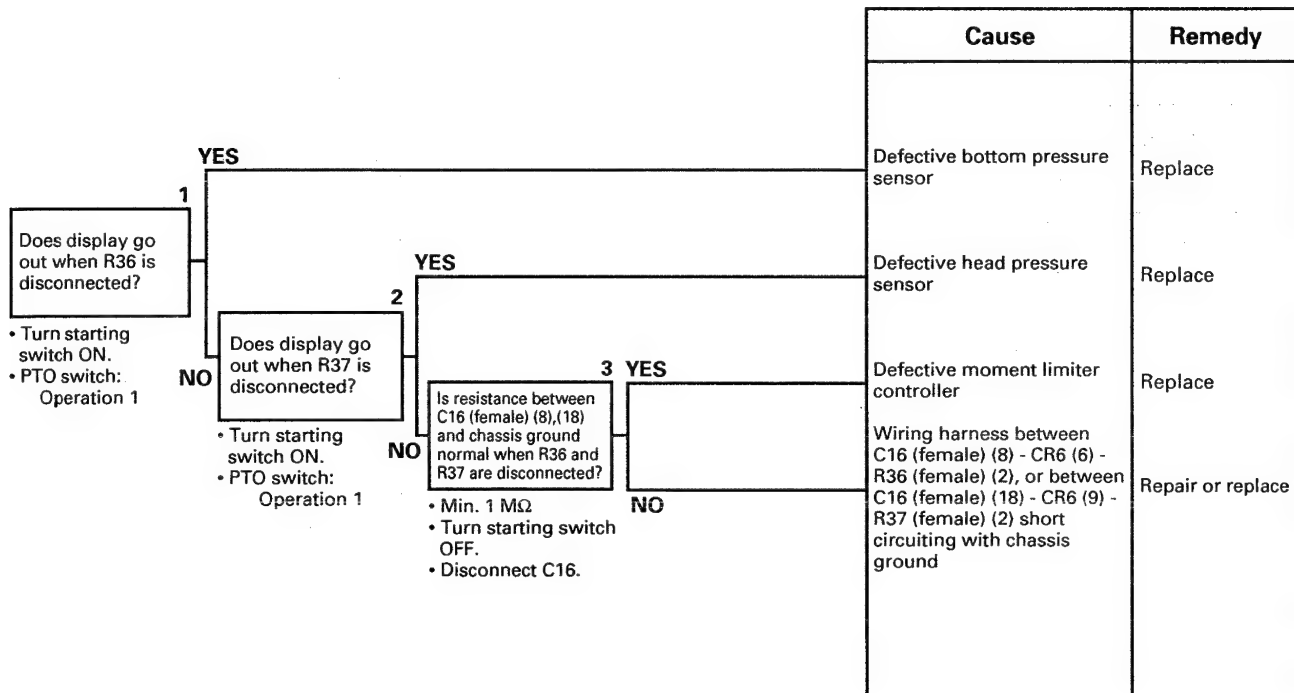 Cause
Remedy
YES
Defective bottom pressure
sensor
Replace
1
Does display go
out when R36 is
disconnected?
• Turn starting
switch ON.
• PTO switch:
Operation 1
NO
YES
Defective head pressure
sensor
Replace
2
Does display go
out when R37 is
disconnected?
• Turn starting
switch ON.
• PTO switch:
Operation 1
NO
3
YES
Defective moment limiter
controller
Replace
Is resistance between
C16 (female) (8),(18)
and chassis ground
normal when R36 and
R37 are disconnected?
• Min. 1 MΩ
• Turn starting switch
OFF.
• Disconnect C16.
NO
Wiring harness between
C16 (female) (8) - CR6 (6) -
R36 (female) (2), or between
C16 (female) (18) - CR6 (9) -
R37 (female) (2) short
circuiting with chassis
ground
Repair or replace